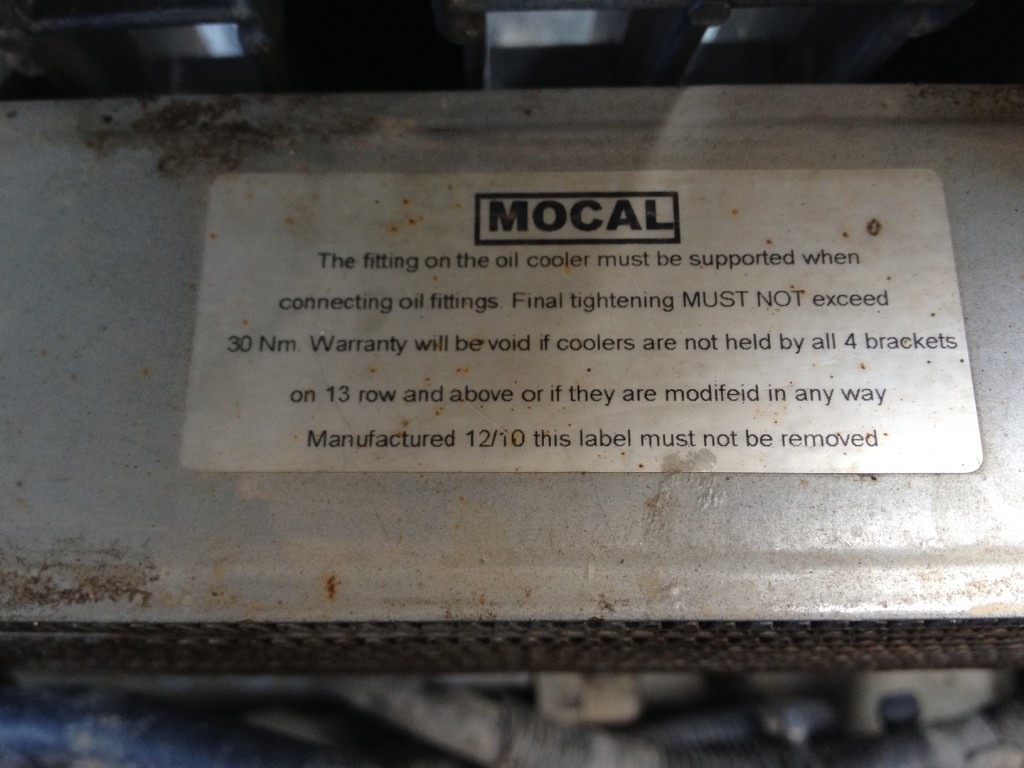 MOCAL
The fitting on the oil cooler must be supported when
connecting oil fittings. Final tightening MUST NOT exceed
30 Nm. Warranty will be void if coolers are not held by all 4 brackets
on 13 row and above or if they are modifeid in any way
Manufactured 12/10 this label must not be removed